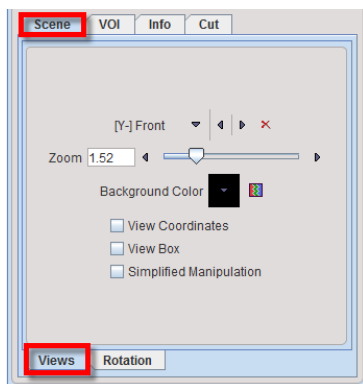 Scene VOI Info Cut
[Y-] Front
Zoom 1.52
Background Color
View Coordinates
View Box
Simplified Manipulation
Views Rotation